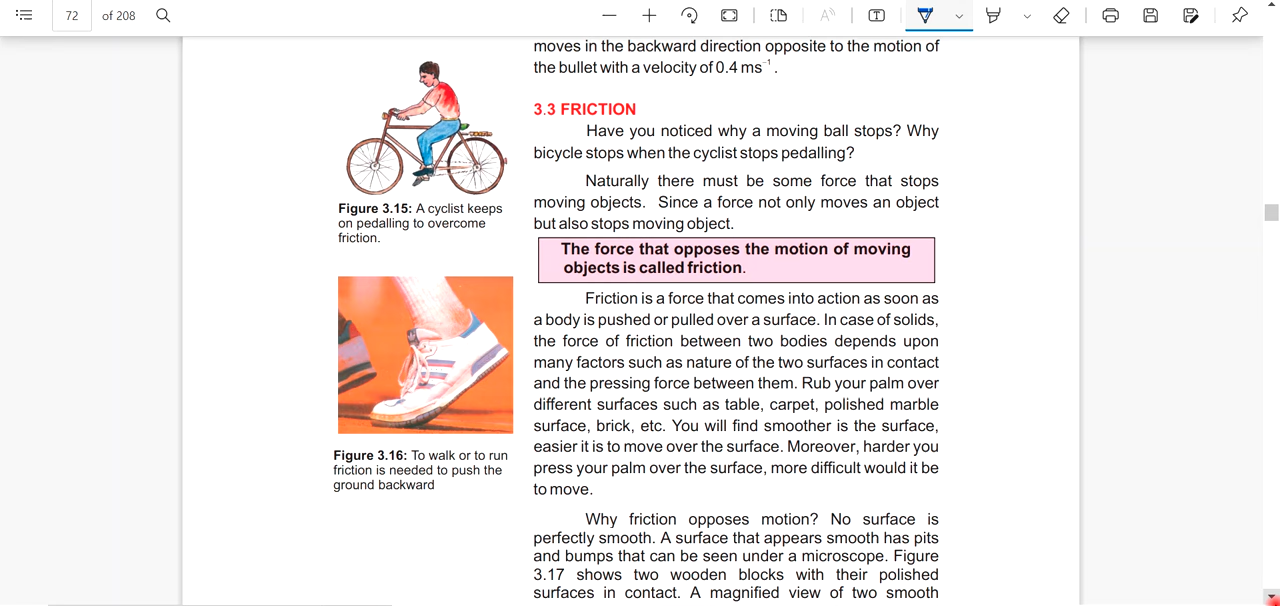 72
of 208
moves in the backward direction opposite to the motion of
the bullet with a velocity of 0.4 ms⁻¹ .
3.3 FRICTION
Have you noticed why a moving ball stops? Why
bicycle stops when the cyclist stops pedalling?
Naturally there must be some force that stops
moving objects. Since a force not only moves an object
but also stops moving object.
The force that opposes the motion of moving
objects is called friction.
Friction is a force that comes into action as soon as
a body is pushed or pulled over a surface. In case of solids,
the force of friction between two bodies depends upon
many factors such as nature of the two surfaces in contact
and the pressing force between them. Rub your palm over
different surfaces such as table, carpet, polished marble
surface, brick, etc. You will find smoother is the surface,
easier it is to move over the surface. Moreover, harder you
press your palm over the surface, more difficult would it be
to move.
Why friction opposes motion? No surface is
perfectly smooth. A surface that appears smooth has pits
and bumps that can be seen under a microscope. Figure
3.17 shows two wooden blocks with their polished
surfaces in contact. A magnified view of two smooth
Figure 3.15: A cyclist keeps
on pedalling to overcome
friction.
Figure 3.16: To walk or to run
friction is needed to push the
ground backward